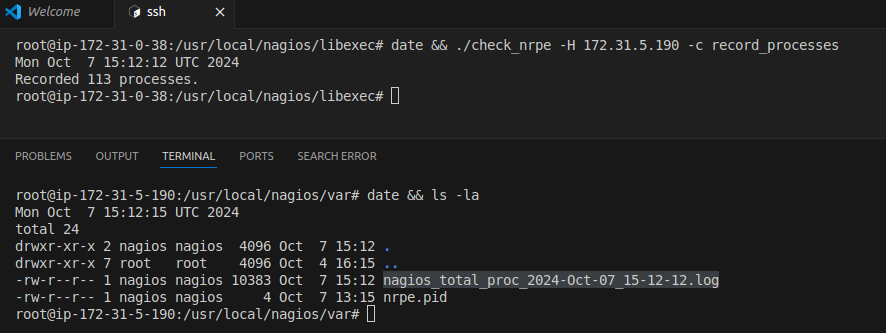 Welcome ssh
root@ip-172-31-0-38:/usr/local/nagios/libexec# date && ./check_nrpe -H 172.31.5.190 -c record_processes
Mon Oct  7 15:12:12 UTC 2024
Recorded 113 processes.
root@ip-172-31-0-38:/usr/local/nagios/libexec#
PROBLEMS OUTPUT TERMINAL PORTS SEARCH ERROR
root@ip-172-31-5-190:/usr/local/nagios/var# date && ls -la
Mon Oct  7 15:12:15 UTC 2024
total 24
drwxr-xr-x 2 nagios nagios  4096 Oct  7 15:12 .
drwxr-xr-x 7 root   root    4096 Oct  4 16:15 ..
-rw-r--r-- 1 nagios nagios 10383 Oct  7 15:12 nagios_total_proc_2024-Oct-07_15-12-12.log
-rw-r--r-- 1 nagios nagios     4 Oct  7 13:15 nrpe.pid
root@ip-172-31-5-190:/usr/local/nagios/var#